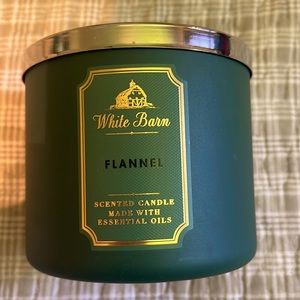 White Barn
FLANNEL
SCENTED CANDLE
MADE WITH
ESSENTIAL OILS